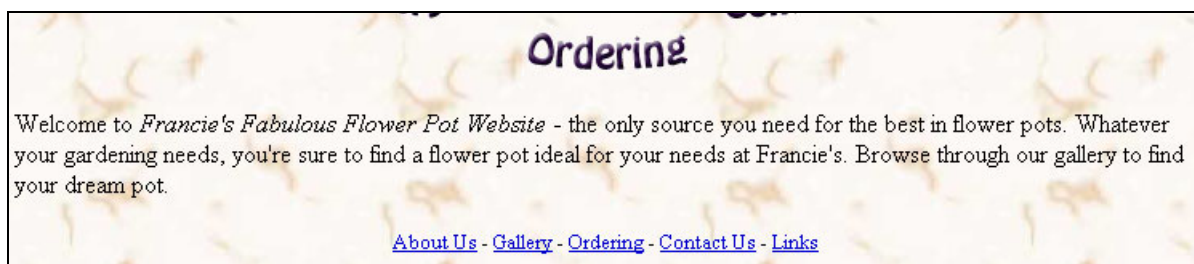 Ordering
Welcome to Francie's Fabulous Flower Pot Website - the only source you need for the best in flower pots. Whatever
your gardening needs, you're sure to find a flower pot ideal for your needs at Francie's. Browse through our gallery to find
your dream pot.
About Us - Gallery - Ordering - Contact Us - Links